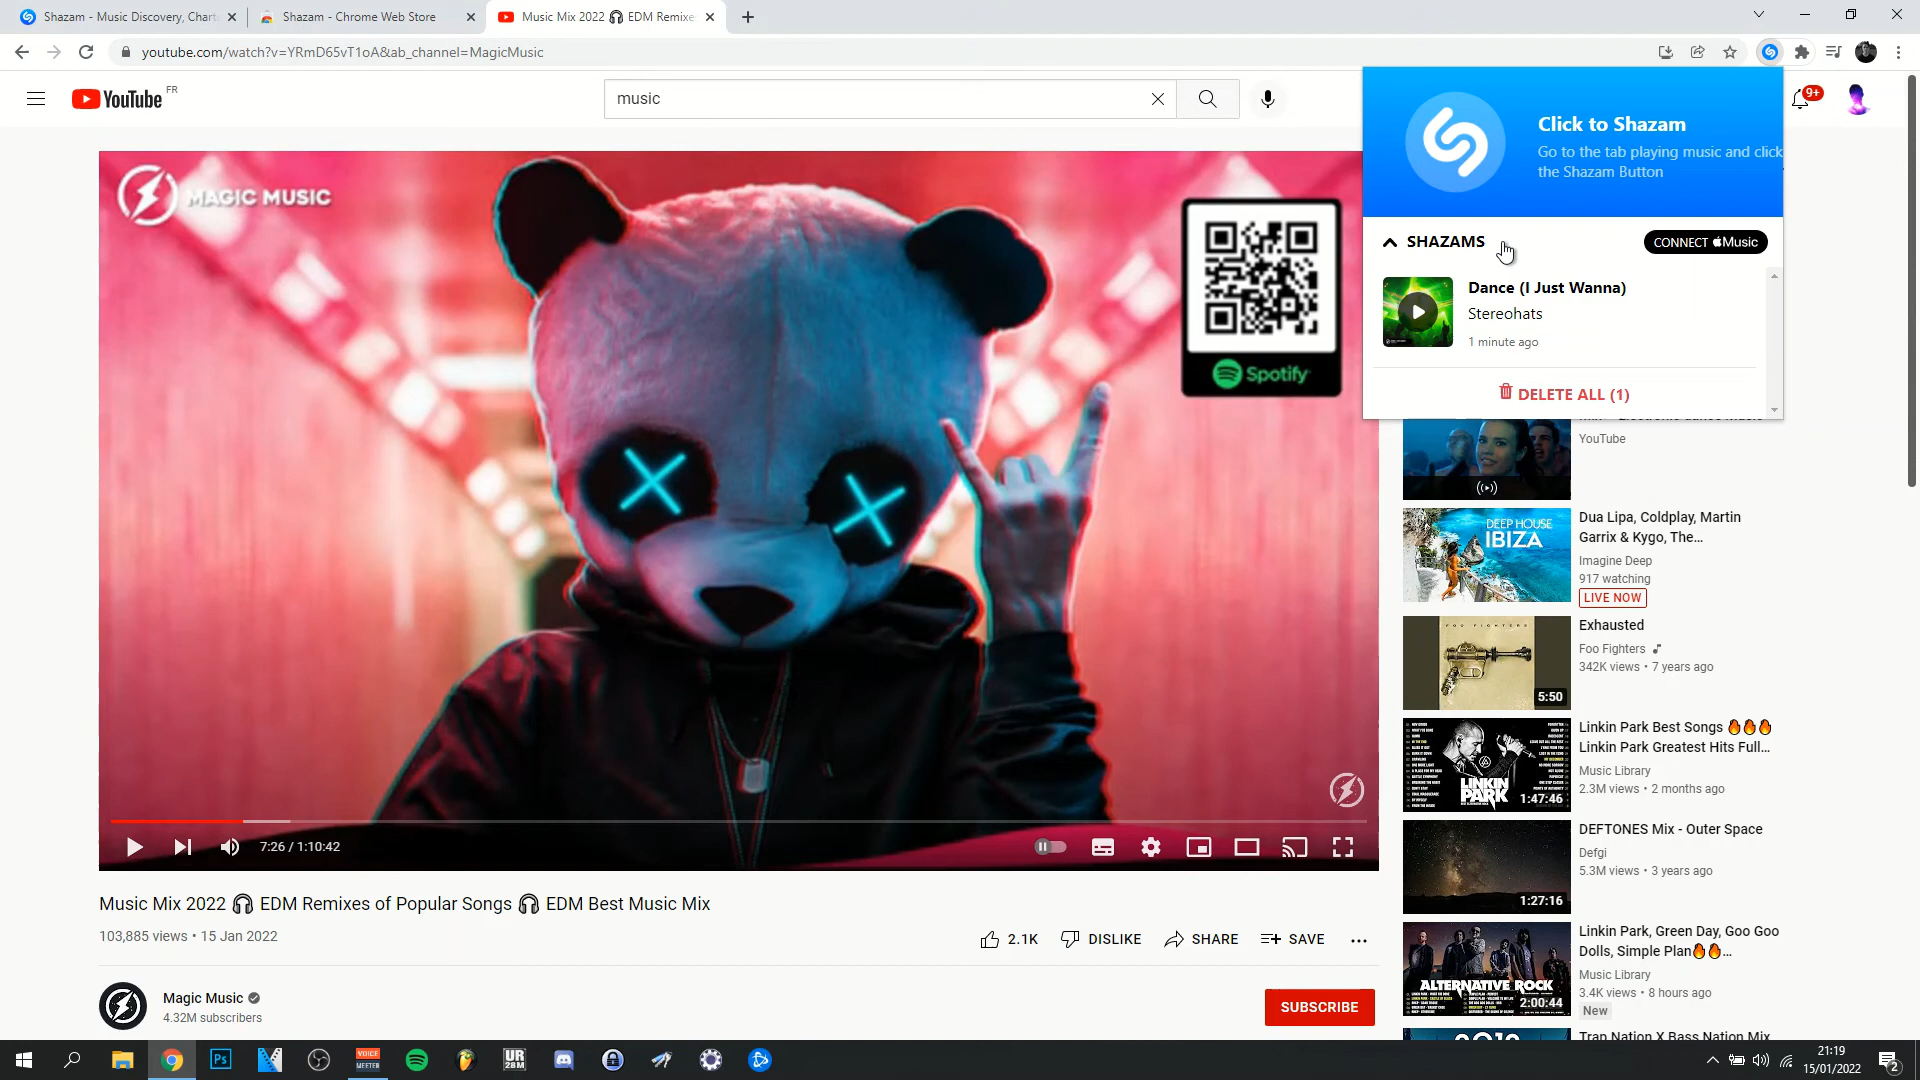 Shazam - Music Discovery, Chart
Shazam - Chrome Web Store
Music Mix 2022 🎧 EDM Remixe
youtube.com/watch?v=YRmD65vT1oA&ab_channel=MagicMusic
YouTube FR
music
9+
Click to Shazam
Go to the tab playing music and click
the Shazam Button
SHAZAMS
CONNECT Music
Dance (I Just Wanna)
Stereohats
1 minute ago
DELETE ALL (1)
MAGIC MUSIC
Spotify
7:26 / 1:10:42
Music Mix 2022 🎧 EDM Remixes of Popular Songs 🎧 EDM Best Music Mix
103,885 views • 15 Jan 2022
2.1K
DISLIKE
SHARE
SAVE
Magic Music
4.32M subscribers
SUBSCRIBE
YouTube
DEEP HOUSE
IBIZA
Dua Lipa, Coldplay, Martin
Garrix & Kygo, The...
Imagine Deep
917 watching
LIVE NOW
FOO FIGHTERS
5:50
Exhausted
Foo Fighters
342K views • 7 years ago
LINKIN
PARK
1:47:46
Linkin Park Best Songs 🔥🔥🔥
Linkin Park Greatest Hits Full...
Music Library
2.3M views • 2 months ago
1:27:16
DEFTONES Mix - Outer Space
Defgi
5.3M views • 3 years ago
ALTERNATIVE ROCK
2:00:44
Linkin Park, Green Day, Goo Goo
Dolls, Simple Plan🔥🔥...
Music Library
3.4K views • 8 hours ago
New
Trap Nation X Bass Nation Mix
Ps
VOICE
MEETER
UR
28M
21:19
15/01/2022
2